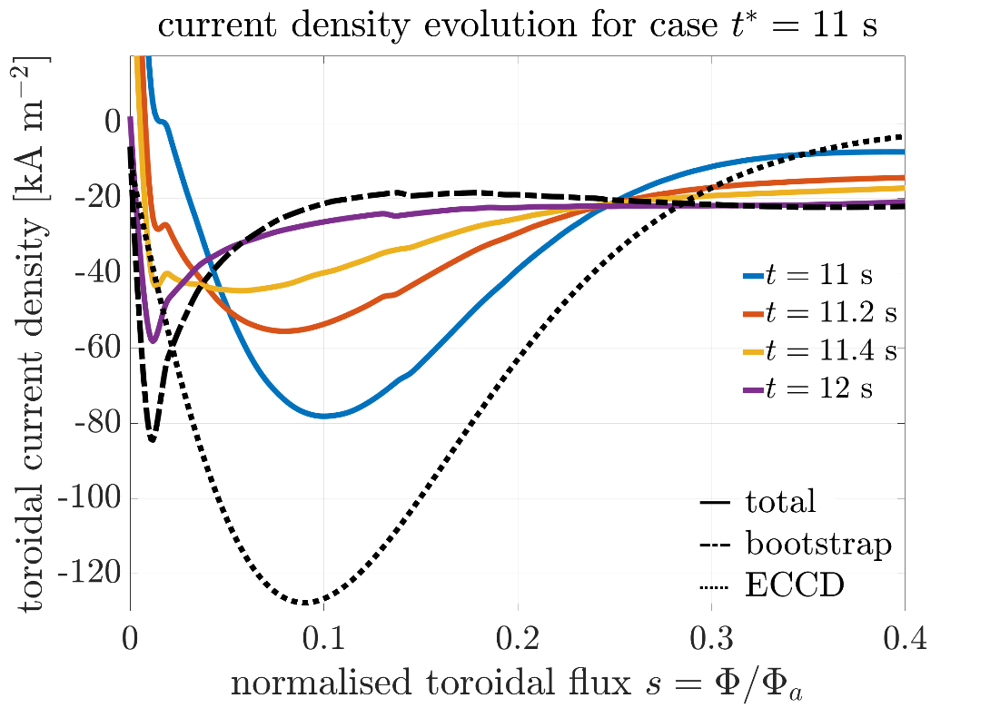 current density evolution for case t* = 11 s
toroidal current density [kA m⁻²]
0
-20
-40
-60
-80
-100
-120
t = 11 s
t = 11.2 s
t = 11.4 s
t = 12 s
total
bootstrap
ECCD
0 0.1 0.2 0.3 0.4
normalised toroidal flux s = Φ/Φₐ